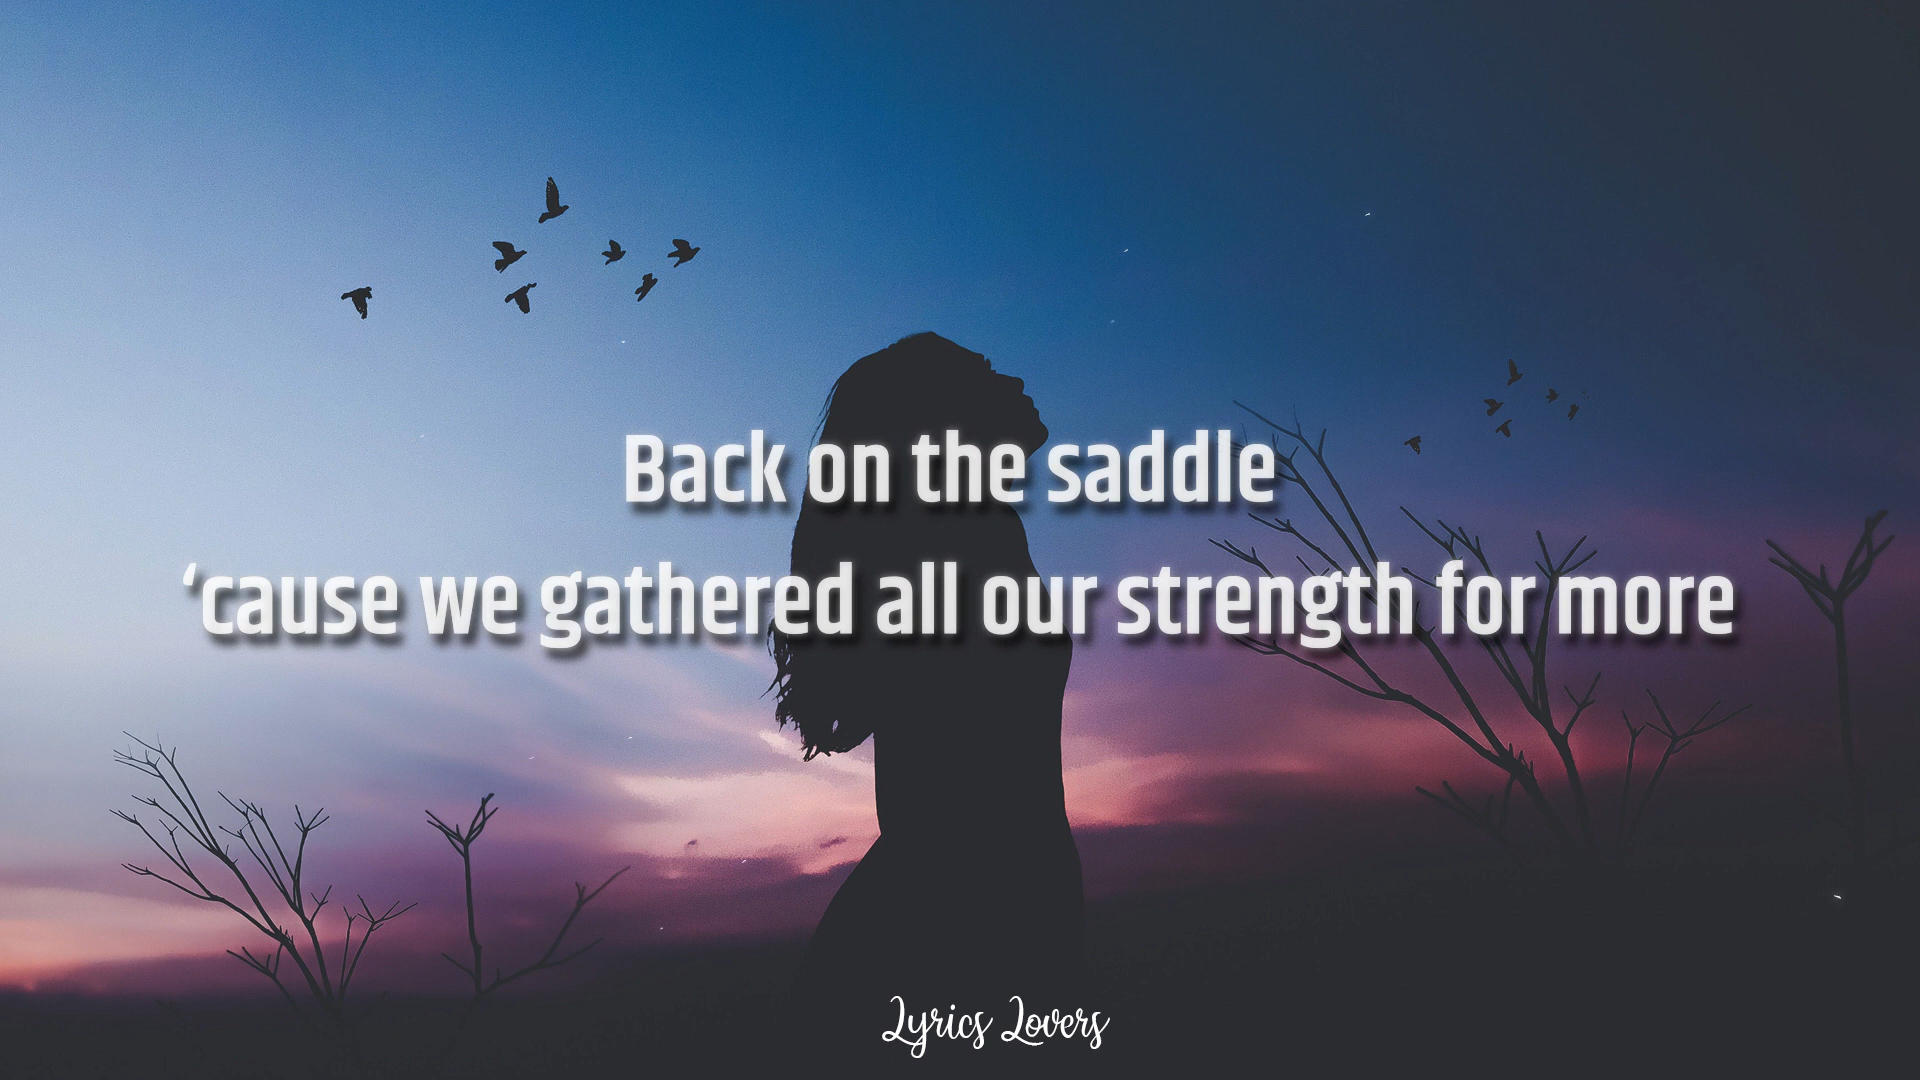 Back on the saddle
‘cause we gathered all our strength for more
Lyrics Lovers